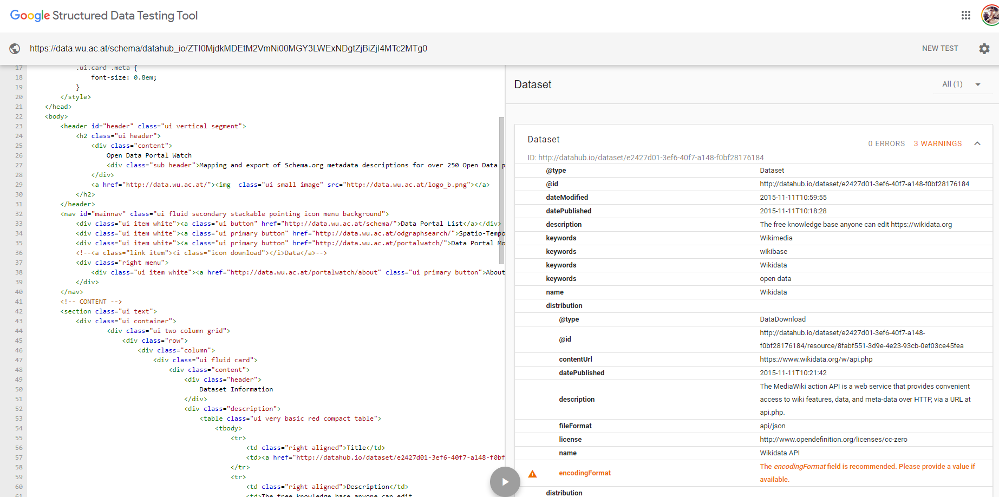 Google Structured Data Testing Tool
https://data.wu.ac.at/schema/datahub_io/ZTI0MjdkMDEtM2VmNi00MGY3LWExNDgtZjBiZjI4MTc2MTg0
NEW TEST
17 .ui.card .meta {
18 font-size: 0.8em;
19 }
20 </style>
21 </head>
22 <body>
23 <header id="header" class="ui vertical segment">
24 <h2 class="ui header">
25 <div class="content">
26 Open Data Portal Watch
27 <div class="sub header">Mapping and export of Schema.org metadata descriptions for over 250 Open Data p
28 </div>
29 <a href="http://data.wu.ac.at/"><img  class="ui small image" src="http://data.wu.ac.at/logo_b.png"></a>
30 </h2>
31 </header>
32 <nav id="mainnav" class="ui fluid secondary stackable pointing icon menu background">
33 <div class="ui item white"><a class="ui button" href="http://data.wu.ac.at/schema/">Data Portal List</a></div>
34 <div class="ui item white"><a class="ui primary button" href="http://data.wu.ac.at/odgraphsearch/">Spatio-Tempo
35 <div class="ui item white"><a class="ui primary button" href="http://data.wu.ac.at/portalwatch/">Data Portal Mo
36 <!--<a class="link item"><i class="icon download"></i>Data</a>-->
37 <div class="right menu">
38 <div class="ui item white"><a href="http://data.wu.ac.at/portalwatch/about" class="ui primary button">About
39 </div>
40 </nav>
41 <!-- CONTENT -->
42 <section class="ui text">
43 <div class="ui container">
44 <div class="ui two column grid">
45 <div class="row">
46 <div class="column">
47 <div class="ui fluid card">
48 <div class="content">
49 <div class="header">
50 Dataset Information
51 </div>
52 <div class="description">
53 <table class="ui very basic red compact table">
54 <tbody>
55 <tr>
56 <td class="right aligned">Title</td>
57 <td><a href="http://datahub.io/dataset/e2427d01-3ef6-40f7-a148-f0bf
58 </tr>
59 <tr>
60 <td class="right aligned">Description</td>
61 <td>The free knowledge base anyone can edit
Dataset
All (1)
Dataset
0 ERRORS 3 WARNINGS
ID: http://datahub.io/dataset/e2427d01-3ef6-40f7-a148-f0bf28176184
@type Dataset
@id http://datahub.io/dataset/e2427d01-3ef6-40f7-a148-f0bf28176184
dateModified 2015-11-11T10:59:55
datePublished 2015-11-11T10:18:28
description The free knowledge base anyone can edit https://wikidata.org
keywords Wikimedia
keywords wikibase
keywords Wikidata
keywords open data
name Wikidata
distribution
@type DataDownload
@id http://datahub.io/dataset/e2427d01-3ef6-40f7-a148-
f0bf28176184/resource/8fabf551-3d9e-4e23-93cb-0ef03ce45fea
contentUrl https://www.wikidata.org/w/api.php
datePublished 2015-11-11T10:21:42
description The MediaWiki action API is a web service that provides convenient
access to wiki features, data, and meta-data over HTTP, via a URL at
api.php.
fileFormat api/json
license http://www.opendefinition.org/licenses/cc-zero
name Wikidata API
encodingFormat The encodingFormat field is recommended. Please provide a value if
available.
distribution